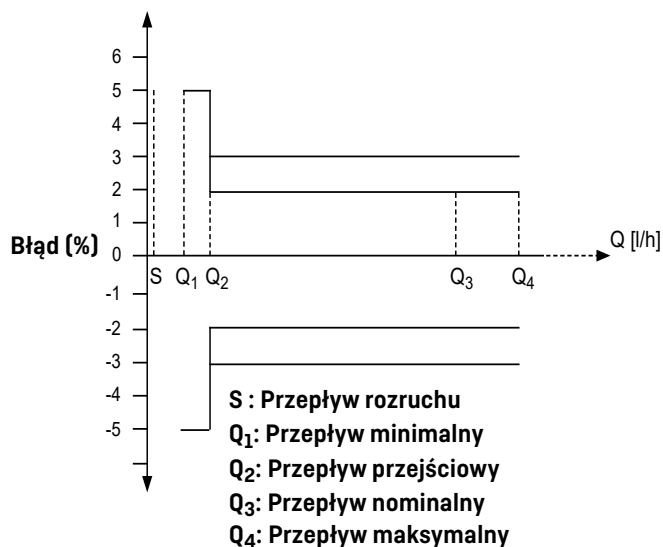 6
5
4
3
2
1
Błąd (%) 0
Q [l/h]
S Q₁ Q₂ Q₃ Q₄
-1
-2
-3
-4
-5
S : Przepływ rozruchu
Q₁: Przepływ minimalny
Q₂: Przepływ przejściowy
Q₃: Przepływ nominalny
Q₄: Przepływ maksymalny